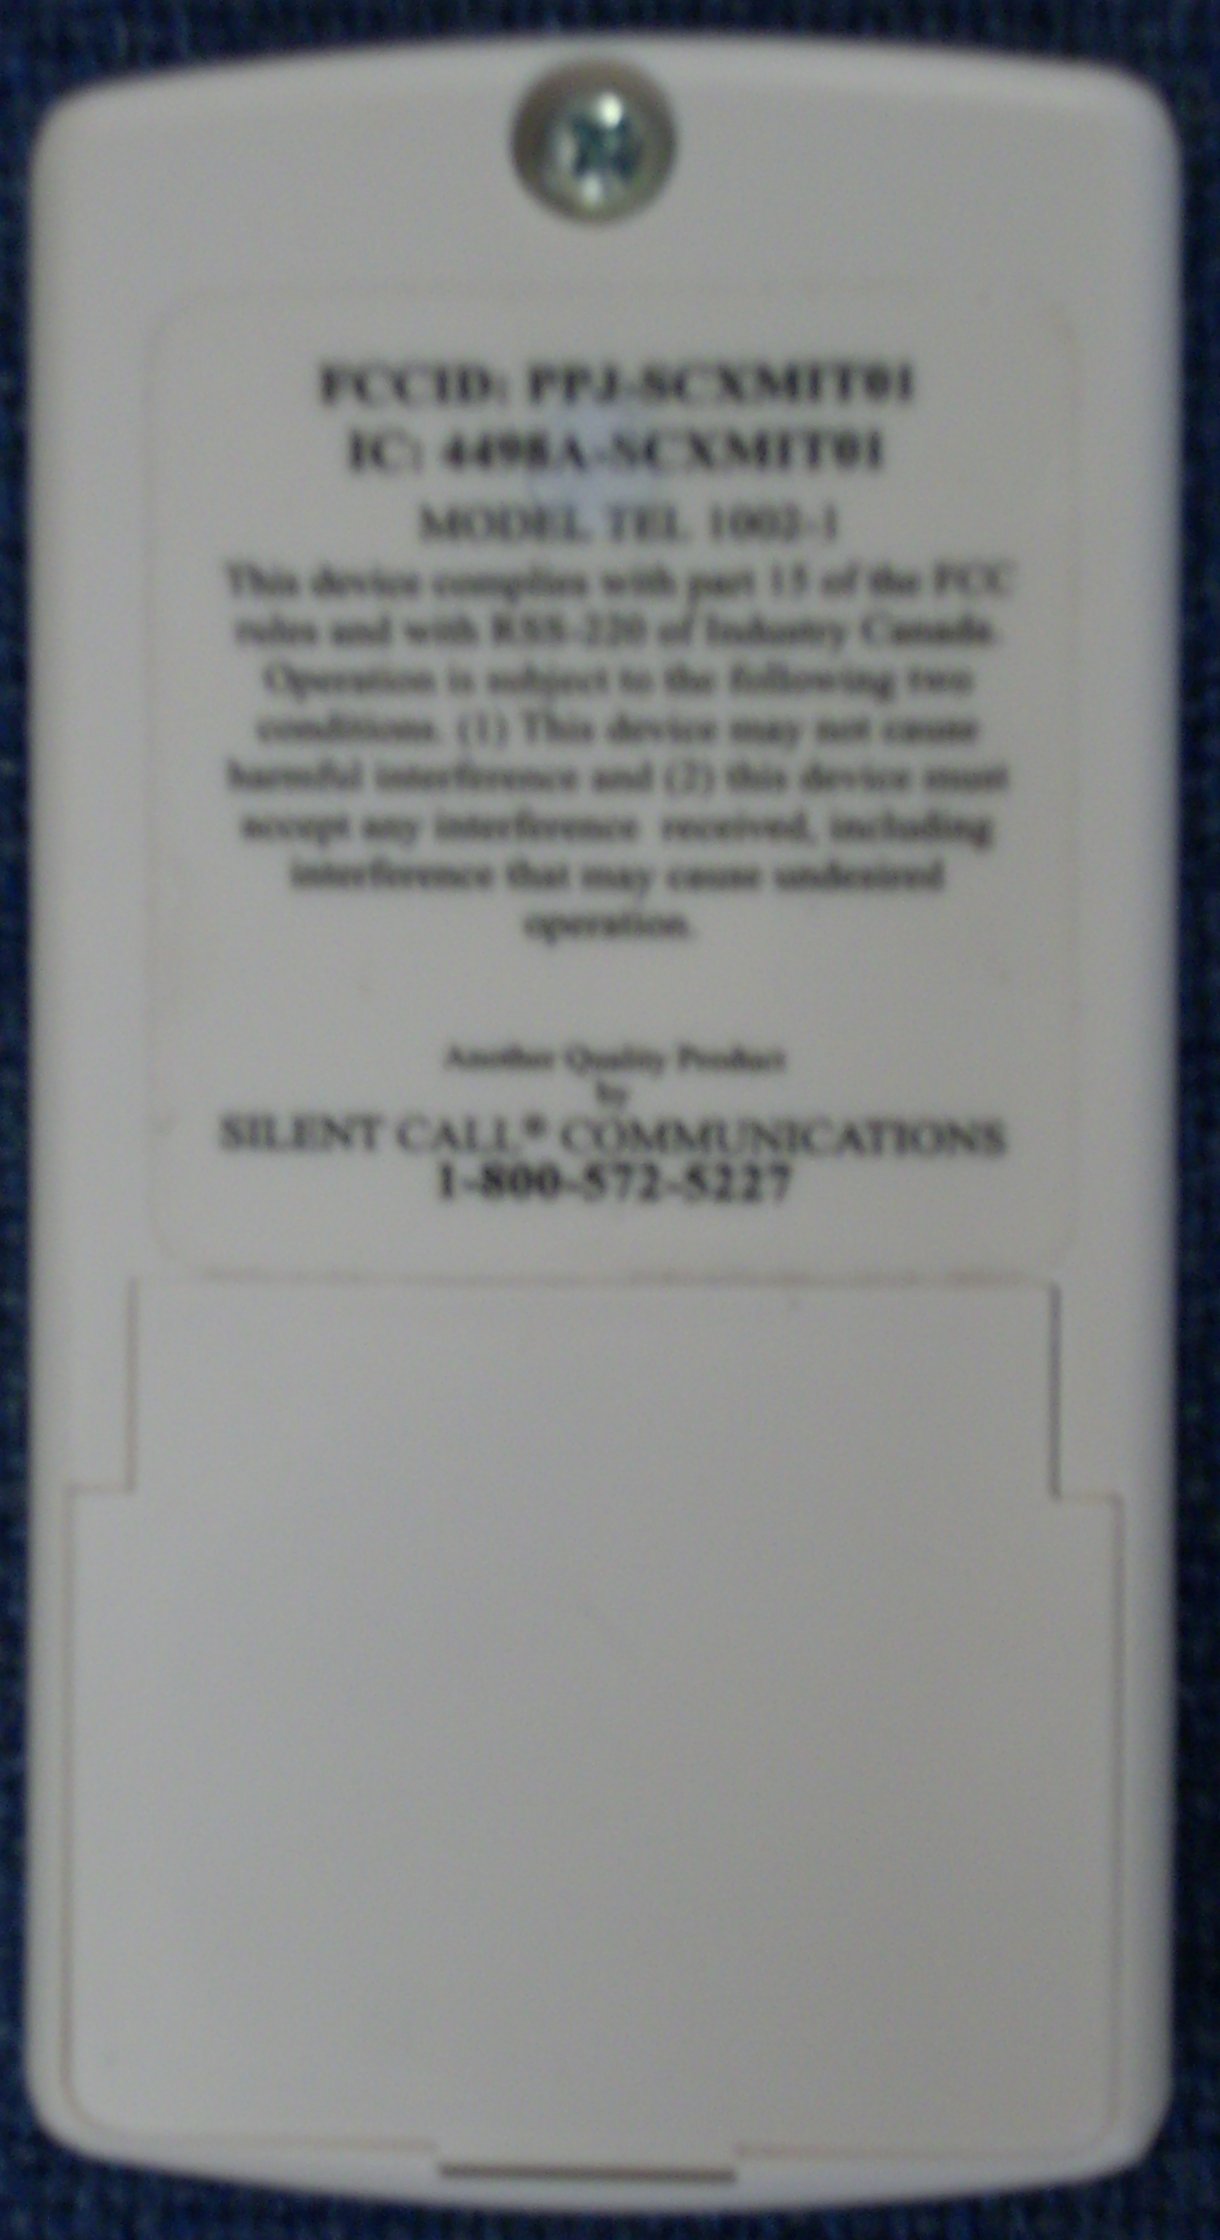 FCCID: PPJ-SCXMIT01
IC: 4498A-SCXMIT01
MODEL TEL 1002-1
This device complies with part 15 of the FCC
rules and with RSS-220 of Industry Canada.
Operation is subject to the following two
conditions. (1) This device may not cause
harmful interference and (2) this device must
accept any interference received, including
interference that may cause undesired
operation.
Another Quality Product
by
SILENT CALL® COMMUNICATIONS
1-800-572-5227